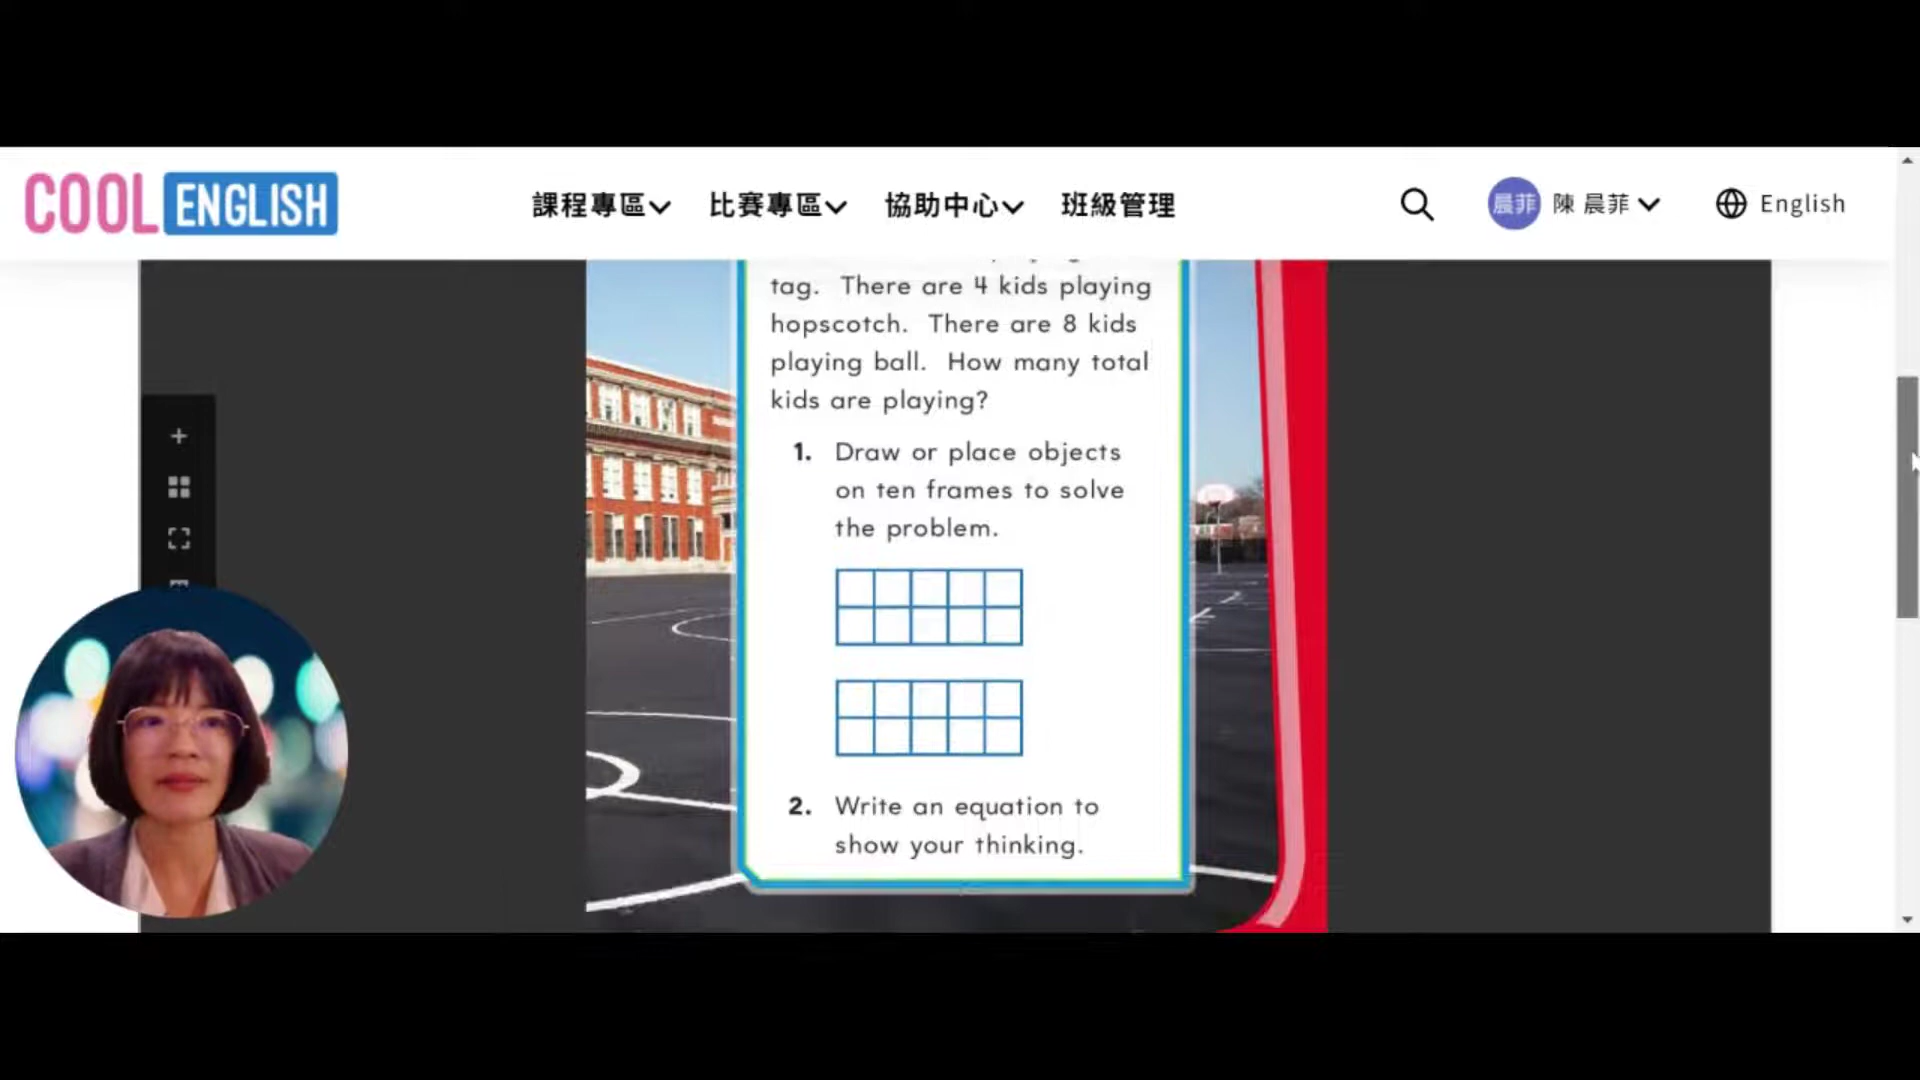 COOL ENGLISH
課程專區 比賽專區 協助中心 班級管理 晨菲 陳 晨菲 English
tag. There are 4 kids playing
hopscotch. There are 8 kids
playing ball. How many total
kids are playing?
1. Draw or place objects
on ten frames to solve
the problem.
2. Write an equation to
show your thinking.